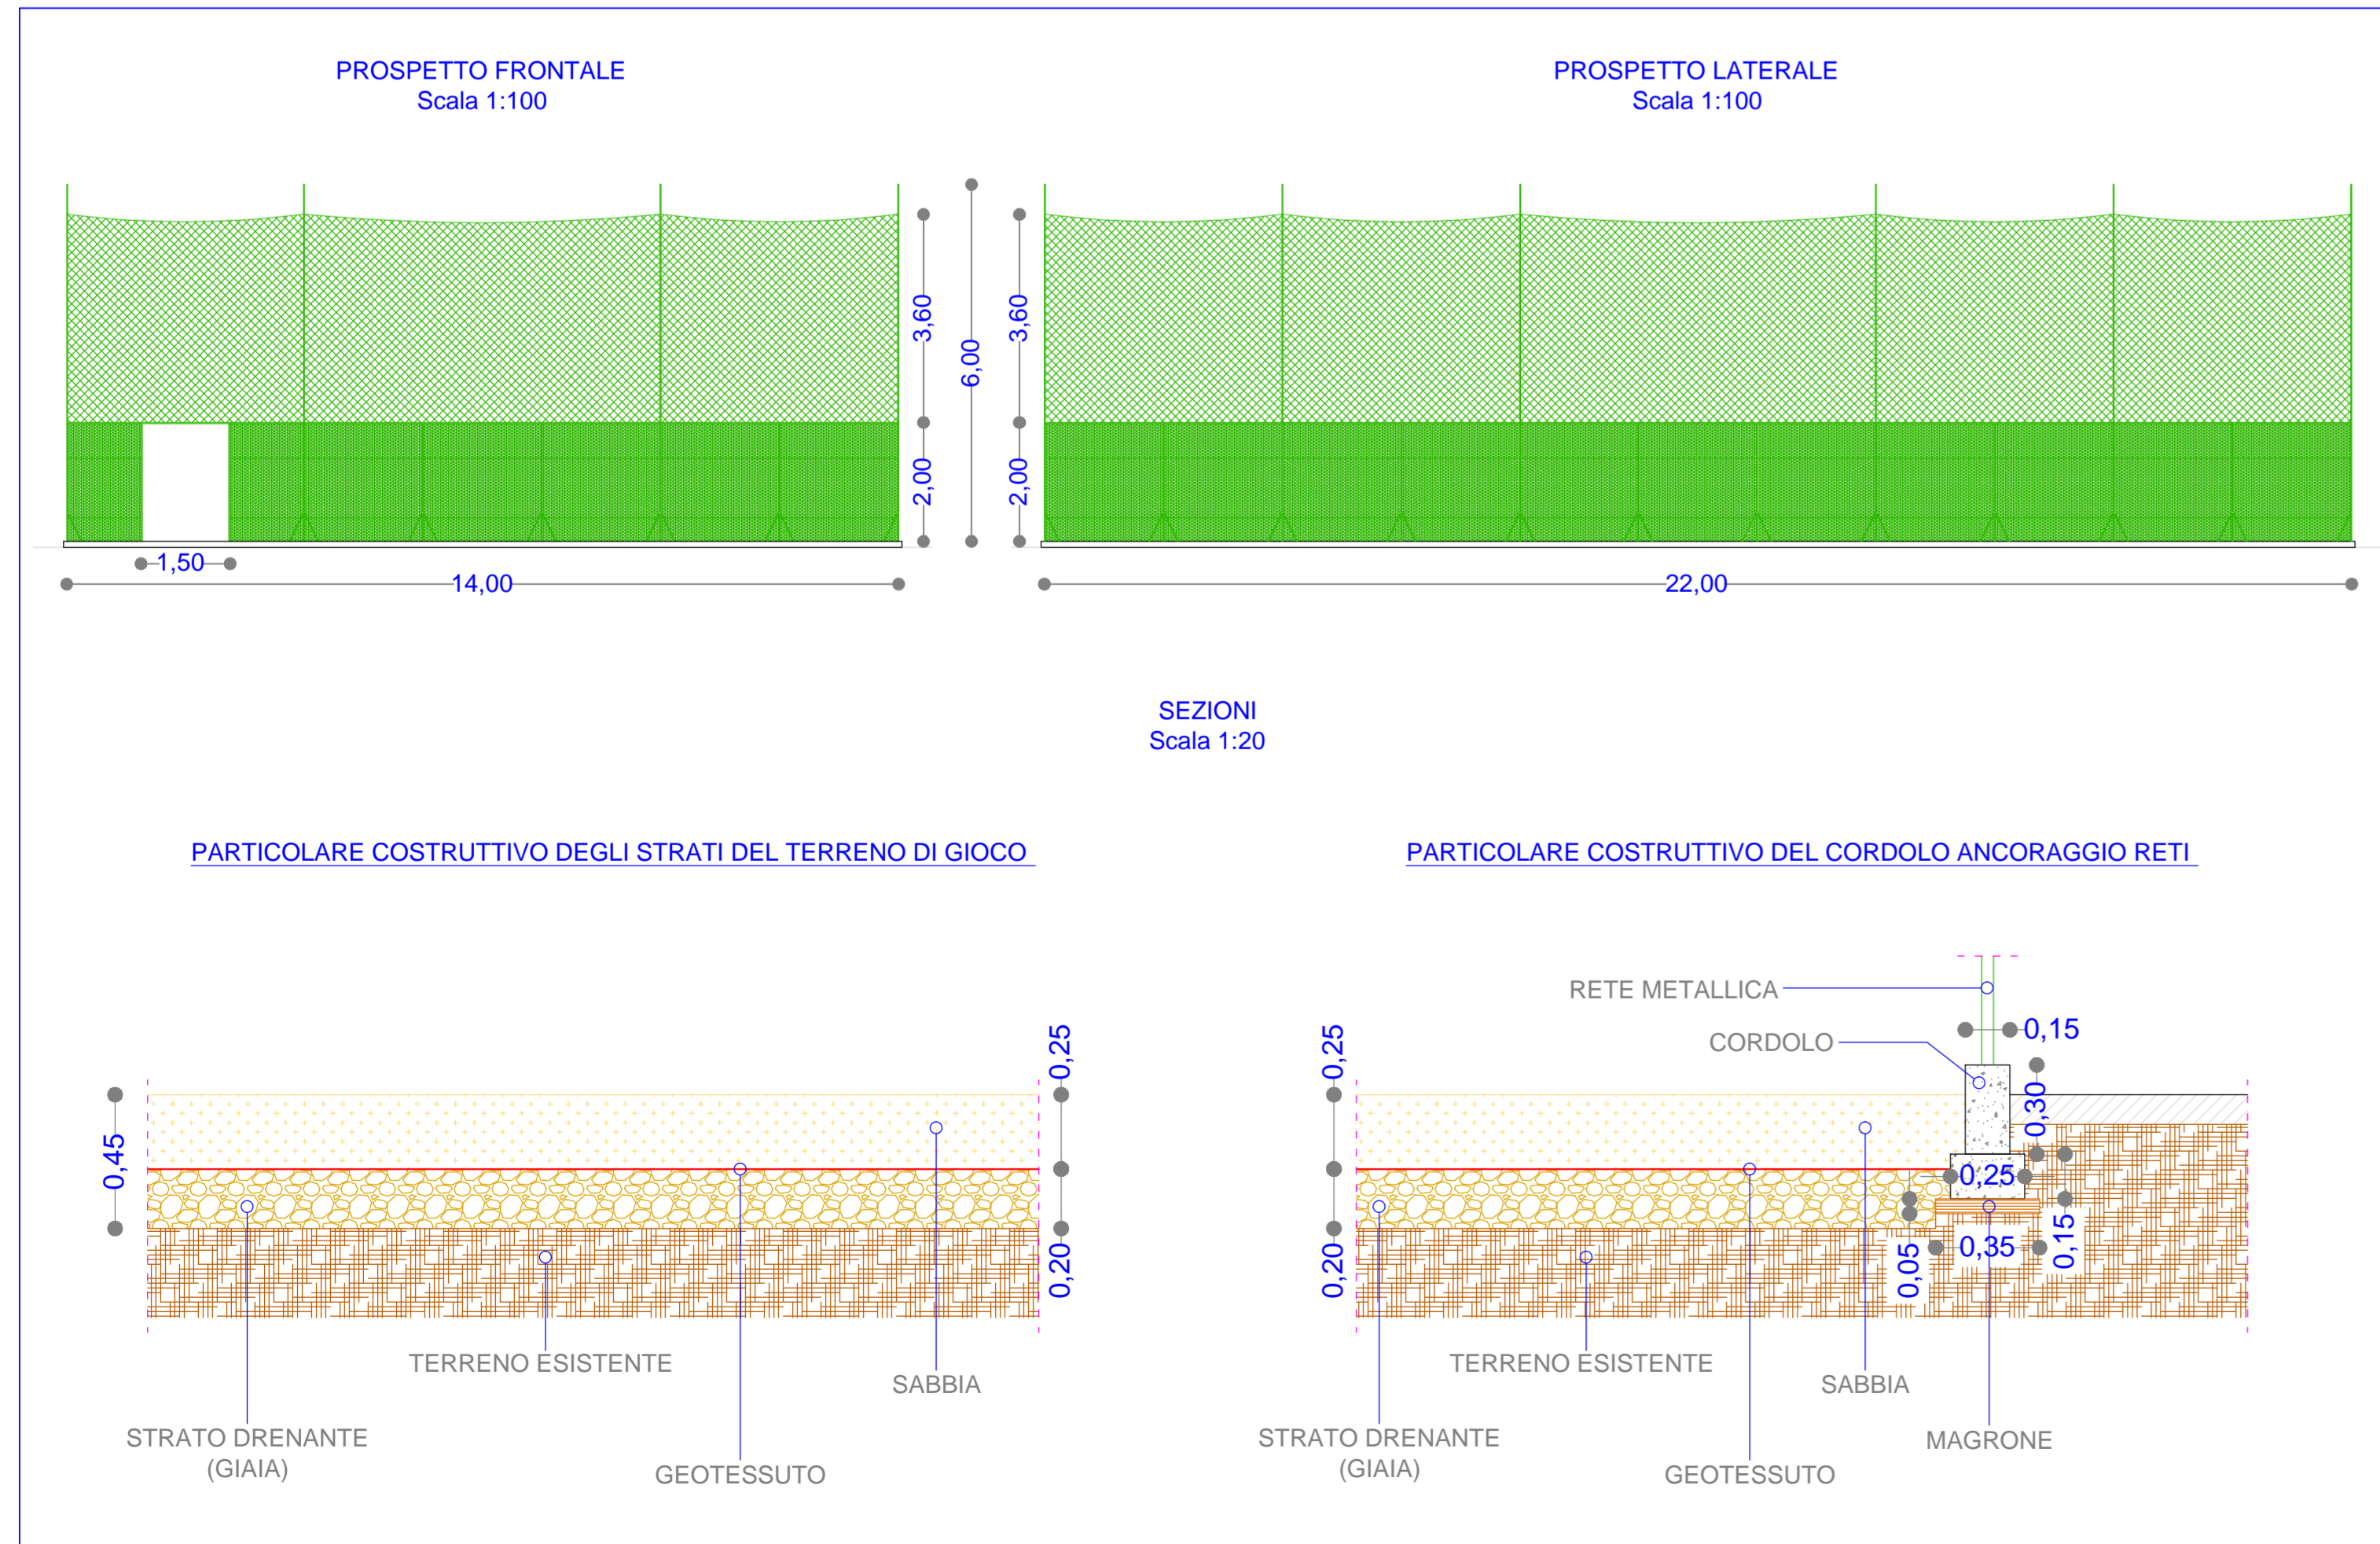 PROSPETTO FRONTALE
Scala 1:100
PROSPETTO LATERALE
Scala 1:100
3,60
2,00
6,00
3,60
2,00
1,50
14,00
22,00
SEZIONI
Scala 1:20
PARTICOLARE COSTRUTTIVO DEGLI STRATI DEL TERRENO DI GIOCO
0,45
0,25
0,20
TERRENO ESISTENTE
SABBIA
STRATO DRENANTE
(GIAIA)
GEOTESSUTO
PARTICOLARE COSTRUTTIVO DEL CORDOLO ANCORAGGIO RETI
RETE METALLICA
CORDOLO
0,15
0,25
0,30
0,25
0,15
0,35
0,05
0,20
TERRENO ESISTENTE
SABBIA
STRATO DRENANTE
(GIAIA)
GEOTESSUTO
MAGRONE